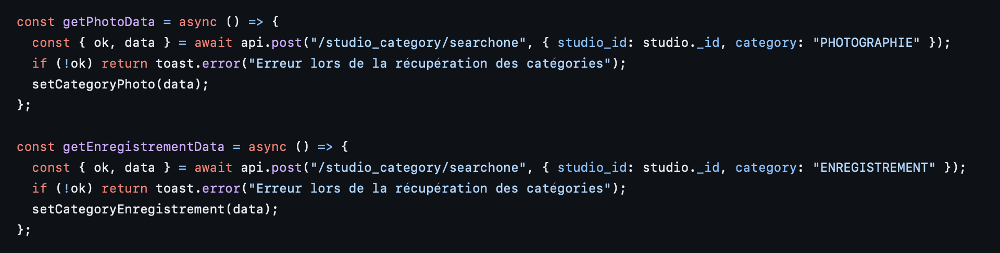 const getPhotoData = async () => {
  const { ok, data } = await api.post("/studio_category/searchone", { studio_id: studio._id, category: "PHOTOGRAPHIE" });
  if (!ok) return toast.error("Erreur lors de la récupération des catégories");
  setCategoryPhoto(data);
};

const getEnregistrementData = async () => {
  const { ok, data } = await api.post("/studio_category/searchone", { studio_id: studio._id, category: "ENREGISTREMENT" });
  if (!ok) return toast.error("Erreur lors de la récupération des catégories");
  setCategoryEnregistrement(data);
};